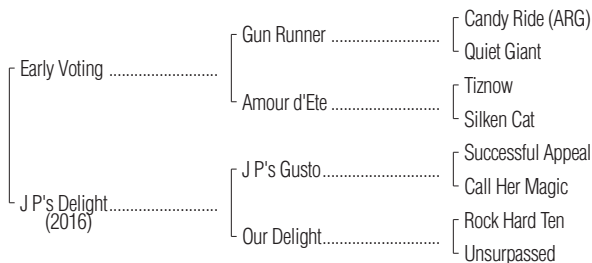 Candy Ride (ARG)
Gun Runner ..............................
Quiet Giant
Early Voting ..............................
Tiznow
Amour d'Ete ..............................
Silken Cat
Successful Appeal
J P's Gusto..............................
Call Her Magic
J P's Delight..............................
(2016)
Rock Hard Ten
Our Delight..............................
Unsurpassed